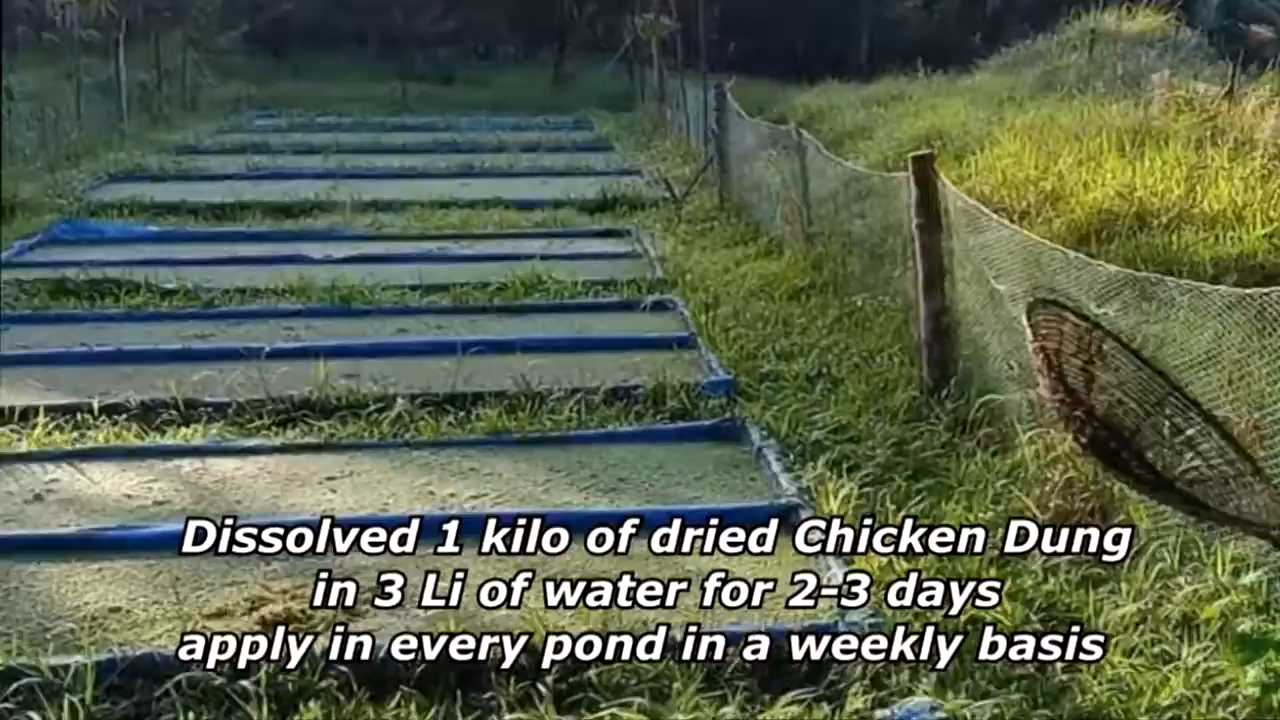 Dissolved 1 kilo of dried Chicken Dung
in 3 Li of water for 2-3 days
apply in every pond in a weekly basis